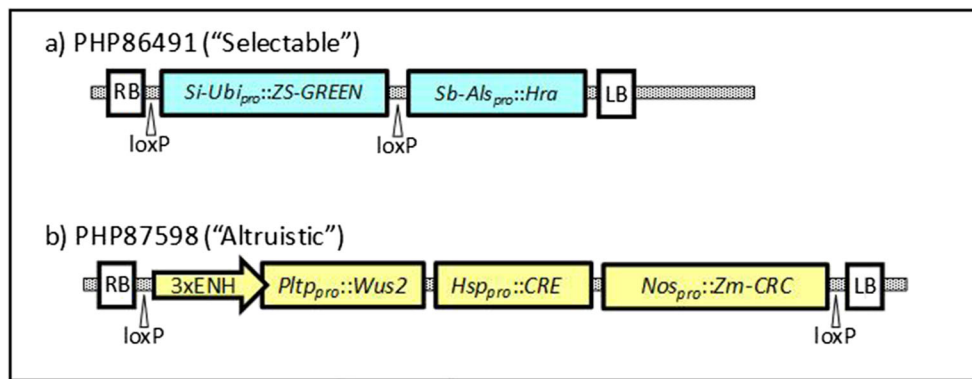 a) PHP86491 (“Selectable”)
RB Si-Ubipro::ZS-GREEN Sb-Alspro::Hra LB
loxP loxP
b) PHP87598 (“Altruistic”)
RB 3xENH Pltppro::Wus2 Hsppro::CRE Nospro::Zm-CRC LB
loxP loxP